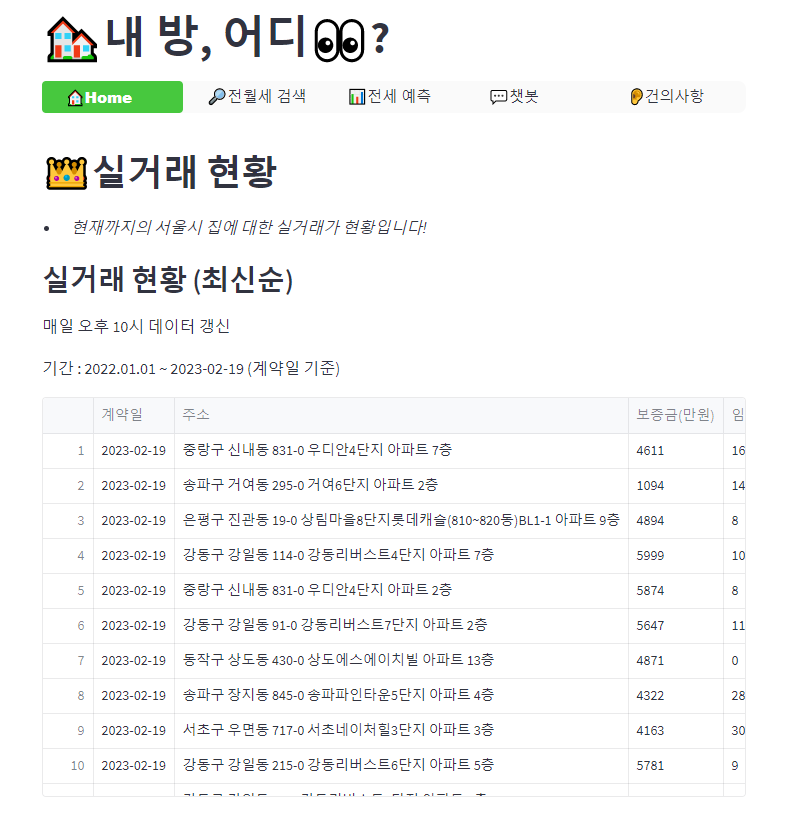 내 방, 어디?
Home 전월세 검색 전세 예측 챗봇 건의사항
실거래 현황
현재까지의 서울시 집에 대한 실거래가 현황입니다!
실거래 현황 (최신순)
매일 오후 10시 데이터 갱신
기간 : 2022.01.01 ~ 2023-02-19 (계약일 기준)
계약일 주소 보증금(만원) 임
1 2023-02-19 중랑구 신내동 831-0 우디안4단지 아파트 7층 4611 16
2 2023-02-19 송파구 거여동 295-0 거여6단지 아파트 2층 1094 14
3 2023-02-19 은평구 진관동 19-0 상림마을8단지롯데캐슬(810~820동)BL1-1 아파트 9층 4894 8
4 2023-02-19 강동구 강일동 114-0 강동리버스트4단지 아파트 7층 5999 10
5 2023-02-19 중랑구 신내동 831-0 우디안4단지 아파트 2층 5874 8
6 2023-02-19 강동구 강일동 91-0 강동리버스트7단지 아파트 2층 5647 11
7 2023-02-19 동작구 상도동 430-0 상도에스에이치빌 아파트 13층 4871 0
8 2023-02-19 송파구 장지동 845-0 송파파인타운5단지 아파트 4층 4322 28
9 2023-02-19 서초구 우면동 717-0 서초네이처힐3단지 아파트 3층 4163 30
10 2023-02-19 강동구 강일동 215-0 강동리버스트6단지 아파트 5층 5781 9